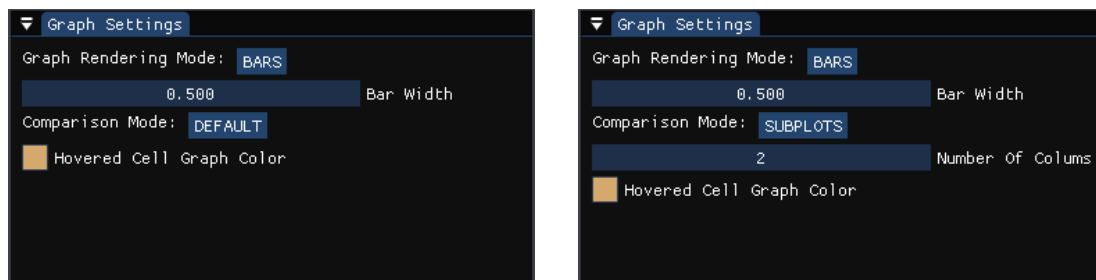 Graph Settings
Graph Rendering Mode: BARS
0.500 Bar Width
Comparison Mode: DEFAULT
Hovered Cell Graph Color
Graph Settings
Graph Rendering Mode: BARS
0.500 Bar Width
Comparison Mode: SUBPLOTS
2 Number Of Colums
Hovered Cell Graph Color